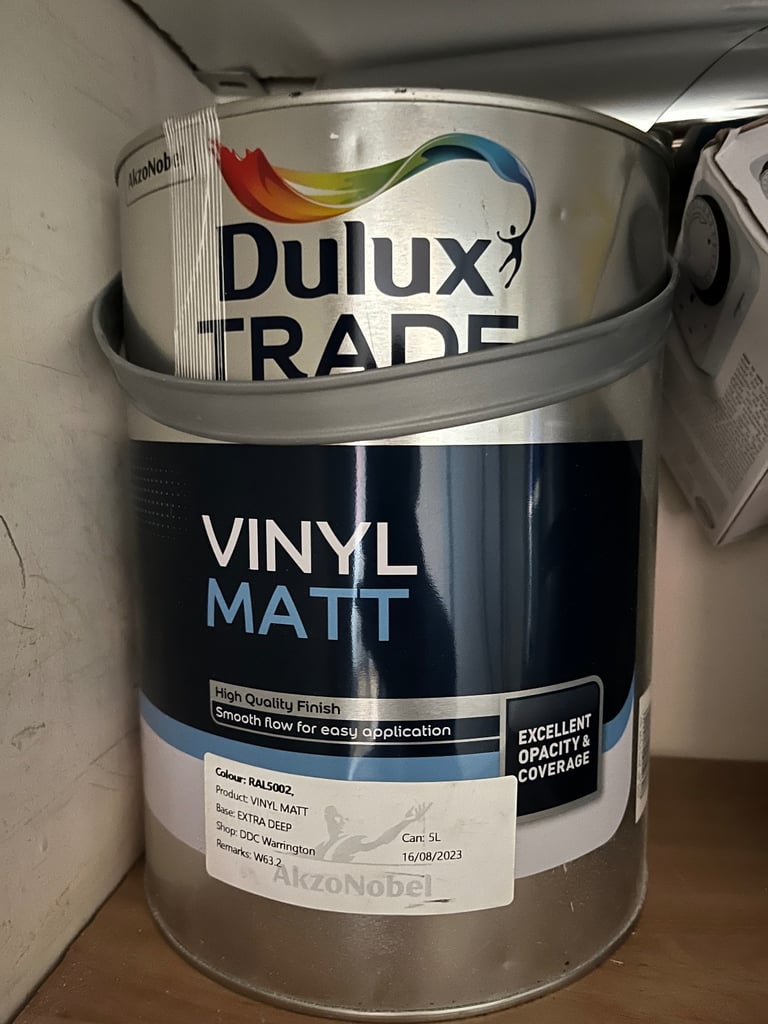 AkzoNobel
Dulux
TRADE
VINYL
MATT
High Quality Finish
Smooth flow for easy application
EXCELLENT
OPACITY &
COVERAGE
Colour: RAL5002,
Product: VINYL MATT
Base: EXTRA DEEP
Shop: DDC Warrington
Can: 5L
Remarks: W63.2
16/08/2023
AkzoNobel